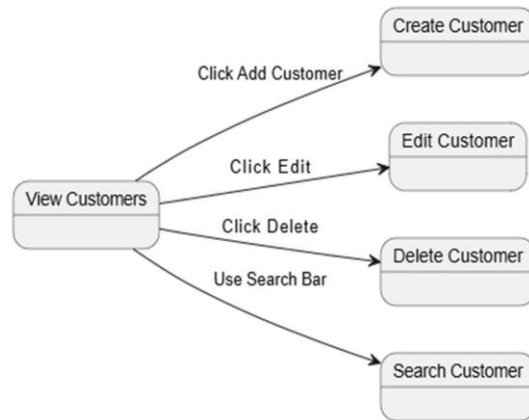 Create Customer
Click Add Customer
Edit Customer
Click Edit
View Customers
Click Delete
Delete Customer
Use Search Bar
Search Customer